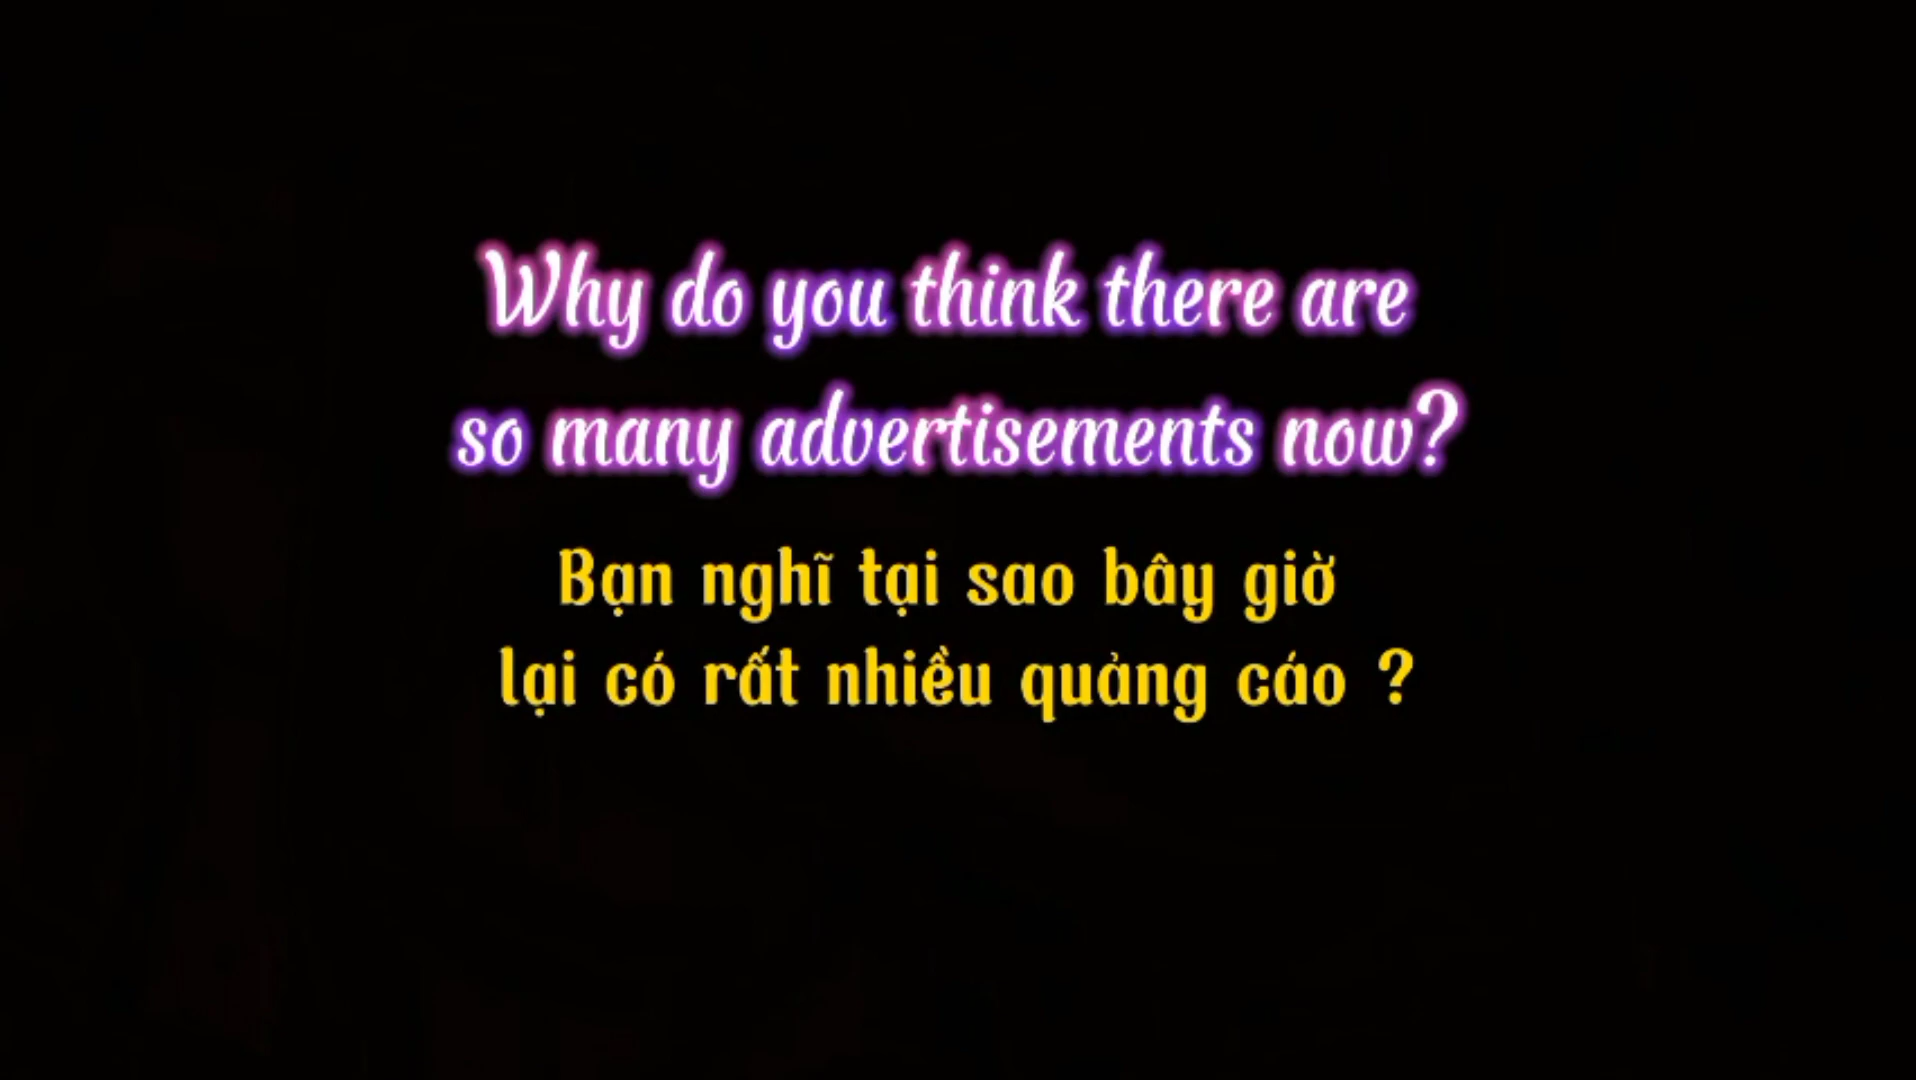 Why do you think there are
so many advertisements now?
Bạn nghĩ tại sao bây giờ
lại có rất nhiều quảng cáo ?